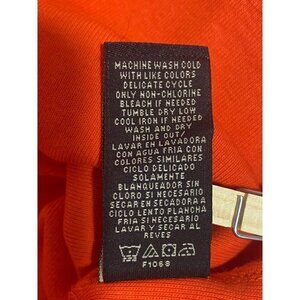 MACHINE WASH COLD
WITH LIKE COLORS
DELICATE CYCLE
ONLY NON-CHLORINE
BLEACH IF NEEDED
TUMBLE DRY LOW
COOL IRON IF NEEDED
WASH AND DRY
INSIDE OUT/
LAVAR EN LAVADORA
CON AGUA FRIA CON
COLORES SIMILARES
CICLO DELICADO
SOLAMENTE
BLANQUEADOR SIN
CLORO SI NECESARIO
SECAR EN SECADORA A
CICLO LENTO PLANCHA
FRIA SI NECESARIO
LAVAR Y SECAR AL
REVES
F1068